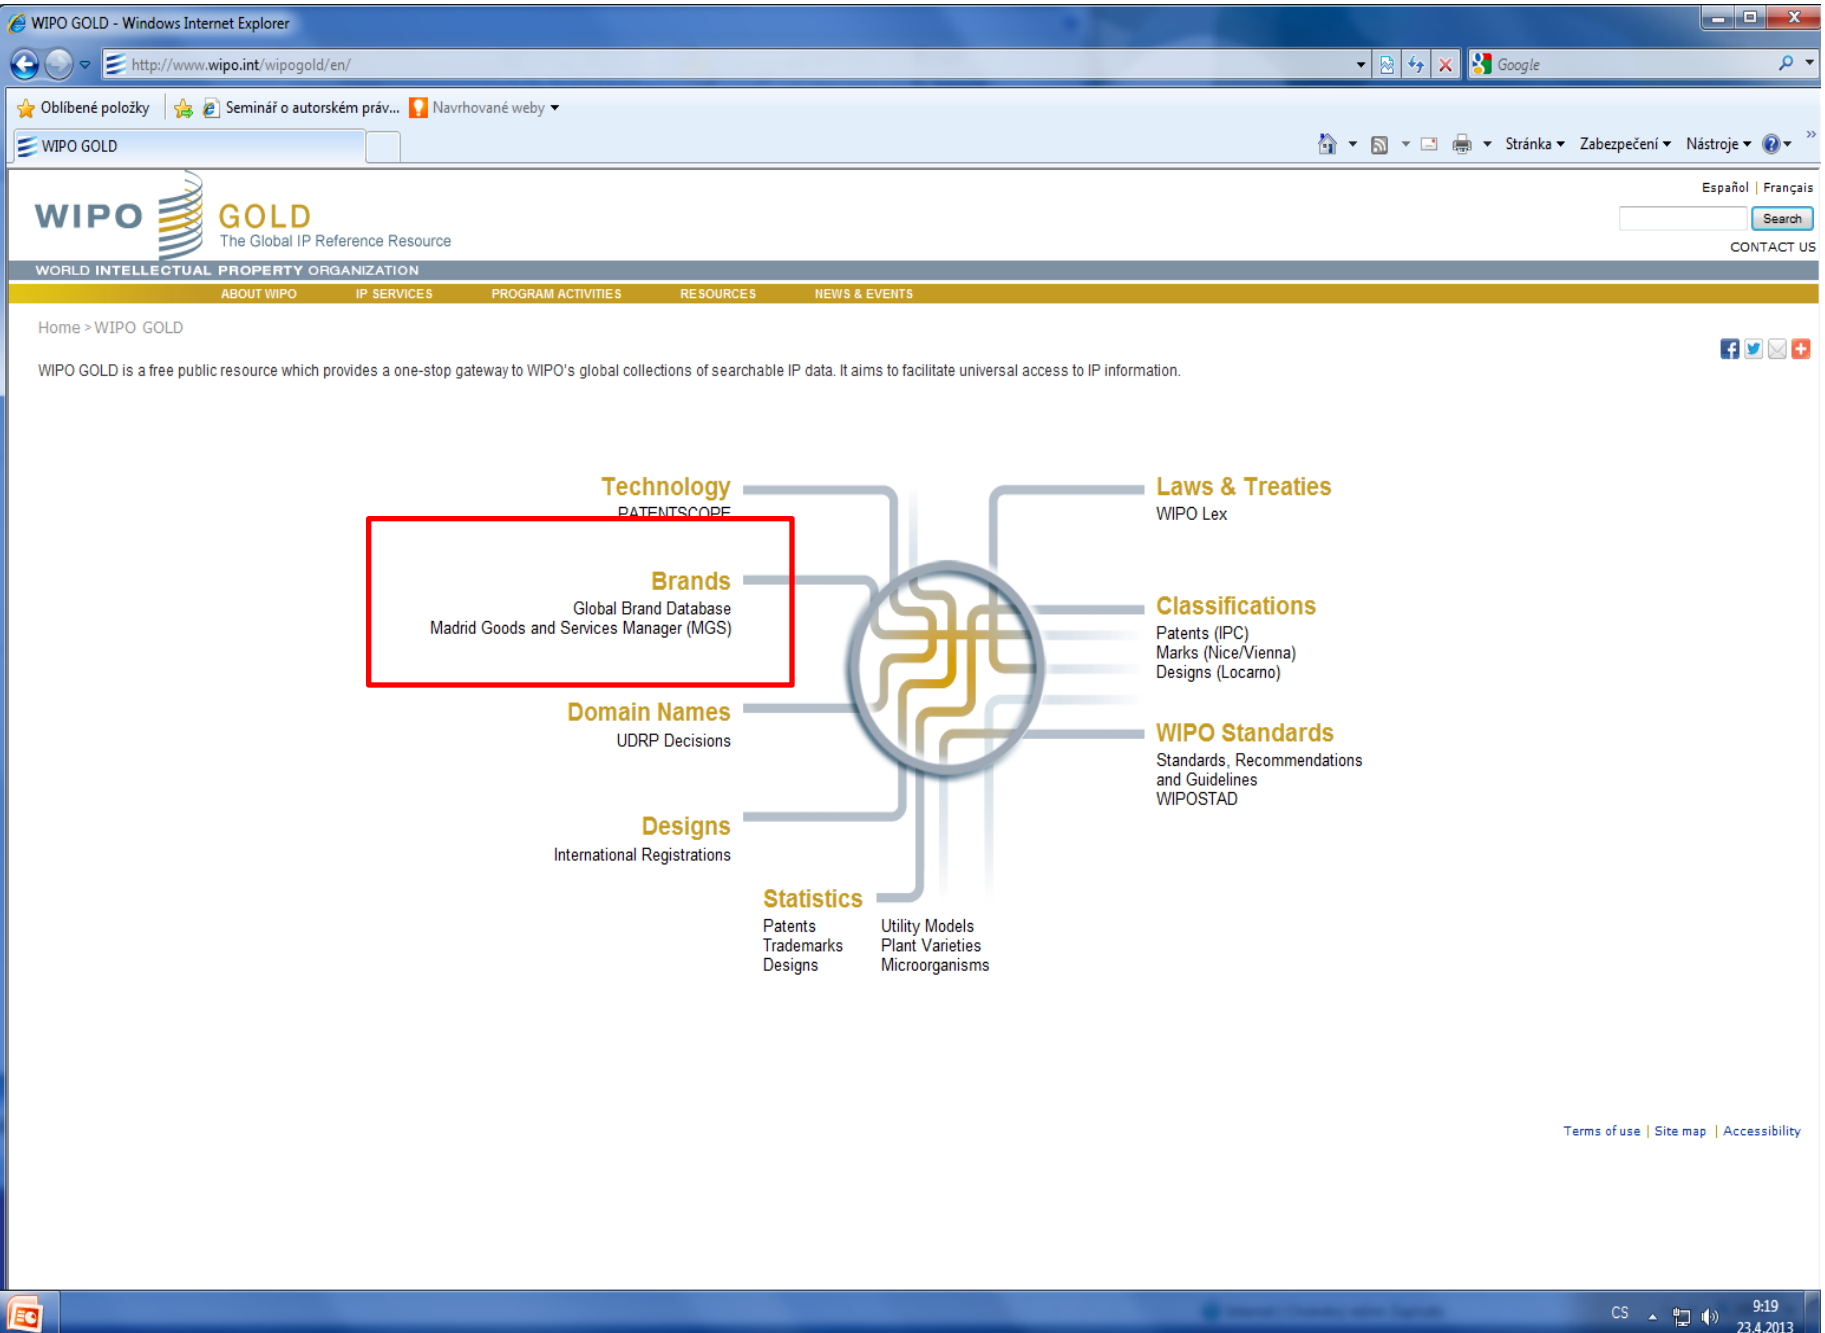 WIPO GOLD - Windows Internet Explorer
http://www.wipo.int/wipogold/en/
Google
Oblíbené položky
Seminář o autorském práv...
Navrhované weby
WIPO GOLD
Stránka
Zabezpečení
Nástroje
Español | Français
WIPO
GOLD
The Global IP Reference Resource
Search
CONTACT US
WORLD INTELLECTUAL PROPERTY ORGANIZATION
ABOUT WIPO IP SERVICES PROGRAM ACTIVITIES RESOURCES NEWS & EVENTS
Home > WIPO GOLD
WIPO GOLD is a free public resource which provides a one-stop gateway to WIPO's global collections of searchable IP data. It aims to facilitate universal access to IP information.
Technology
PATENTSCOPE
Brands
Global Brand Database
Madrid Goods and Services Manager (MGS)
Domain Names
UDRP Decisions
Designs
International Registrations
Statistics
Patents
Trademarks
Designs
Utility Models
Plant Varieties
Microorganisms
Laws & Treaties
WIPO Lex
Classifications
Patents (IPC)
Marks (Nice/Vienna)
Designs (Locarno)
WIPO Standards
Standards, Recommendations
and Guidelines
WIPOSTAD
Terms of use | Site map | Accessibility
CS
9:19
23.4.2013